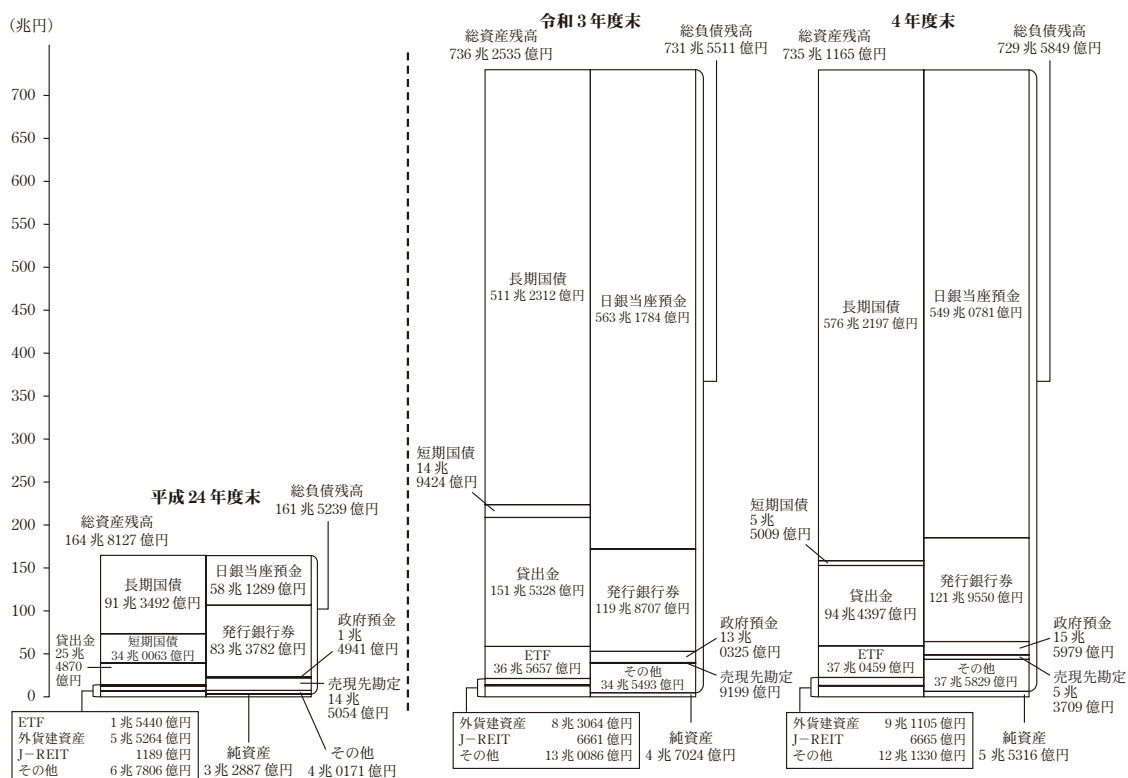 (兆円)
700
650
600
550
500
450
400
350
300
250
200
150
100
50
0
平成24年度末
総資産残高
164兆8127億円
総負債残高
161兆5239億円
長期国債
91兆3492億円
短期国債
34兆0063億円
貸出金
25兆
4870
億円
日銀当座預金
58兆1289億円
発行銀行券
83兆3782億円
政府預金
1兆
4941億円
売現先勘定
14兆
5054億円
ETF 1兆5440億円
外貨建資産 5兆5264億円
J−REIT 1189億円
その他 6兆7806億円
純資産
3兆2887億円
その他
4兆0171億円
令和3年度末
総資産残高
736兆2535億円
総負債残高
731兆5511億円
長期国債
511兆2312億円
短期国債
14兆
9424億円
貸出金
151兆5328億円
ETF
36兆5657億円
日銀当座預金
563兆1784億円
発行銀行券
119兆8707億円
政府預金
13兆
0325億円
その他
34兆5493億円
売現先勘定
9199億円
外貨建資産 8兆3064億円
J−REIT 6661億円
その他 13兆0086億円
純資産
4兆7024億円
4年度末
総資産残高
735兆1165億円
総負債残高
729兆5849億円
長期国債
576兆2197億円
短期国債
5兆
5009億円
貸出金
94兆4397億円
ETF
37兆0459億円
日銀当座預金
549兆0781億円
発行銀行券
121兆9550億円
政府預金
15兆
5979億円
その他
37兆5829億円
売現先勘定
5兆
3709億円
外貨建資産 9兆1105億円
J−REIT 6665億円
その他 12兆1330億円
純資産
5兆5316億円